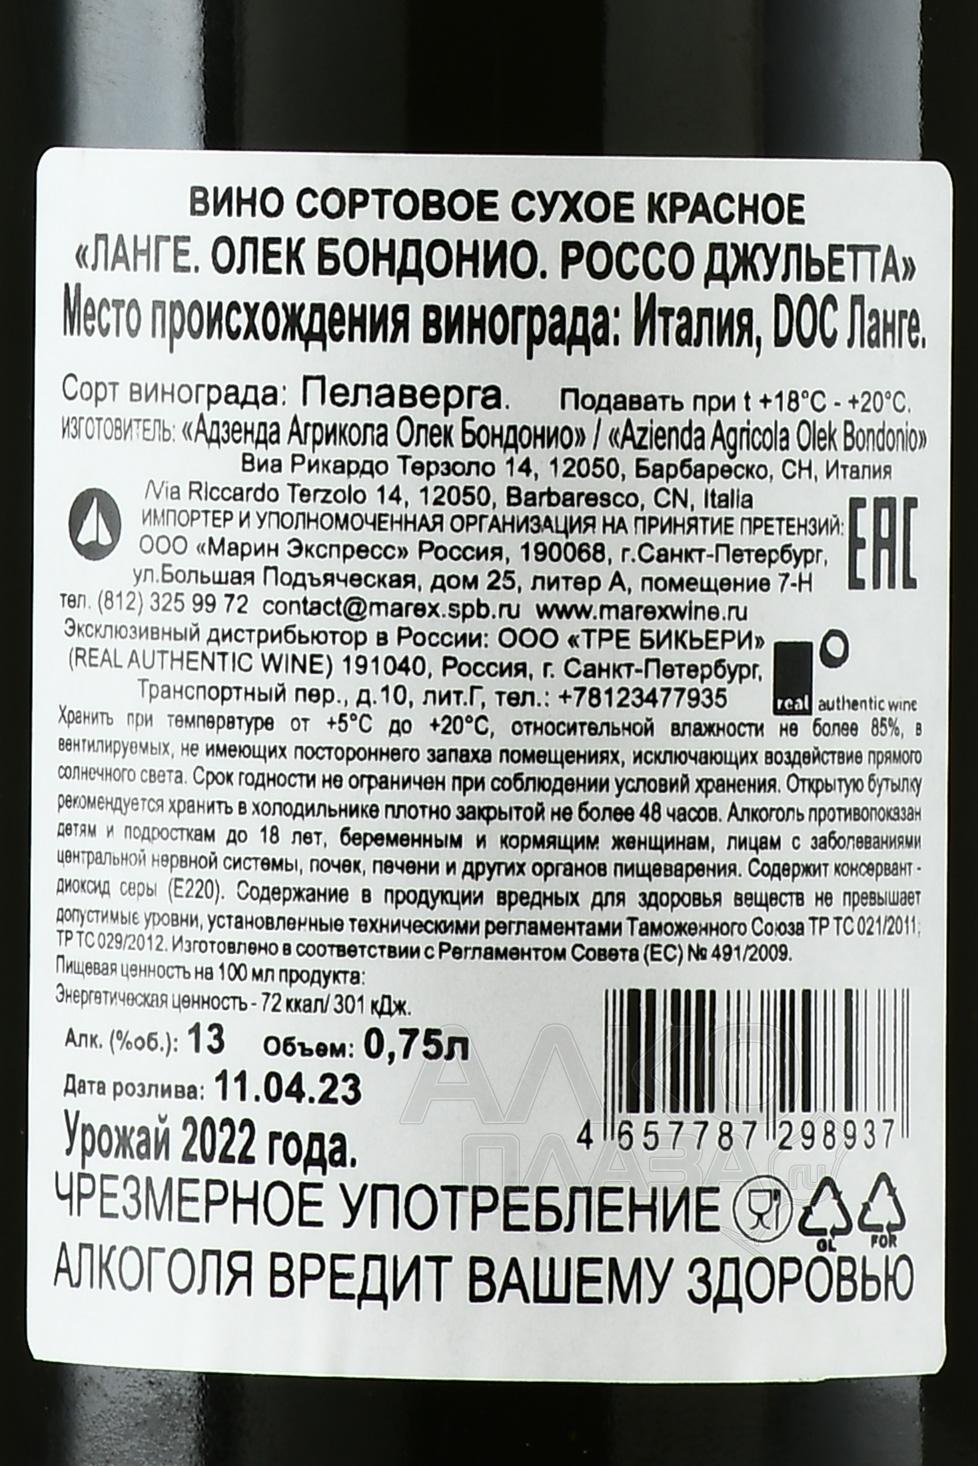 ВИНО СОРТОВОЕ СУХОЕ КРАСНОЕ
«ЛАНГЕ. ОЛЕК БОНДОНИО. РОССО ДЖУЛЬЕТТА»
Место происхождения винограда: Италия, DOC Ланге.
Сорт винограда: Пелаверга. Подавать при t +18°C - +20°C.
ИЗГОТОВИТЕЛЬ: «Адзенда Агрикола Олек Бондонио» / «Azienda Agricola Olek Bondonio»
Виа Рикардо Терзоло 14, 12050, Барбареско, CH, Италия
/Via Riccardo Terzolo 14, 12050, Barbaresco, CN, Italia
ИМПОРТЕР И УПОЛНОМОЧЕННАЯ ОРГАНИЗАЦИЯ НА ПРИНЯТИЕ ПРЕТЕНЗИЙ:
ООО «Марин Экспресс» Россия, 190068, г.Санкт-Петербург,
ул.Большая Подъяческая, дом 25, литер А, помещение 7-Н
EAC
тел. (812) 325 99 72 contact@marex.spb.ru www.marexwine.ru
Эксклюзивный дистрибьютор в России: ООО «ТРЕ БИКЬЕРИ»
(REAL AUTHENTIC WINE) 191040, Россия, г. Санкт-Петербург,
Транспортный пер., д.10, лит.Г, тел.: +78123477935
real authentic wine
Хранить при температуре от +5°C до +20°C, относительной влажности не более 85%, в
вентилируемых, не имеющих постороннего запаха помещениях, исключающих воздействие прямого
солнечного света. Срок годности не ограничен при соблюдении условий хранения. Открытую бутылку
рекомендуется хранить в холодильнике плотно закрытой не более 48 часов. Алкоголь противопоказан
детям и подросткам до 18 лет, беременным и кормящим женщинам, лицам с заболеваниями
центральной нервной системы, почек, печени и других органов пищеварения. Содержит консервант -
диоксид серы (E220). Содержание в продукции вредных для здоровья веществ не превышает
допустимые уровни, установленные техническими регламентами Таможенного Союза ТР ТС 021/2011,
ТР ТС 029/2012. Изготовлено в соответствии с Регламентом Совета (ЕС) № 491/2009.
Пищевая ценность на 100 мл продукта:
Энергетическая ценность - 72 ккал/ 301 кДж.
Алк. (%об.): 13 Объем: 0,75л
Дата розлива: 11.04.23
Урожай 2022 года.
4 657787 298937
АЛКО
ПЛАЗА.ru
ЧРЕЗМЕРНОЕ УПОТРЕБЛЕНИЕ
GL FOR
АЛКОГОЛЯ ВРЕДИТ ВАШЕМУ ЗДОРОВЬЮ